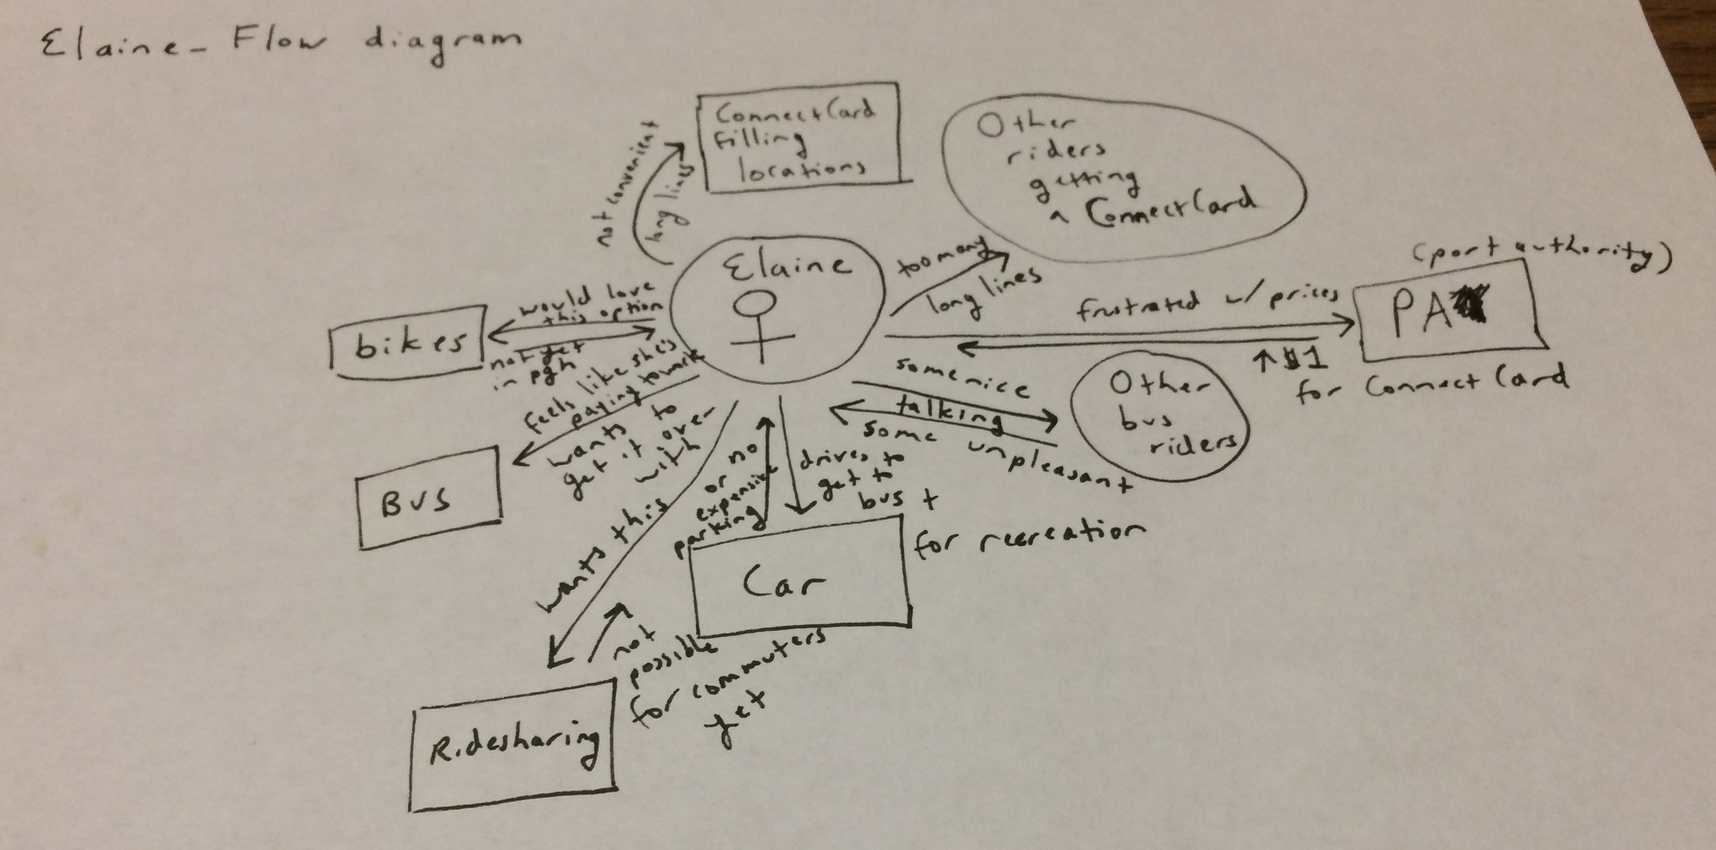 Elaine - Flow diagram
ConnectCard
filling
locations
not convenient
long lines
Other
riders
getting
a ConnectCard
too many
long lines
(port authority)
PA
frustrated w/ prices
↑ $1
for Connect Card
Elaine
would love
this option
bikes
not yet
in pgh
feels like she's
paying to work
wants to
get it over-
with
Bus
some nice
talking
some unpleasant
Other
bus
riders
or no
expensive
parking
drives to
get to
bus +
for recreation
Car
wants this
not
possible
for commuters
yet
Ridesharing